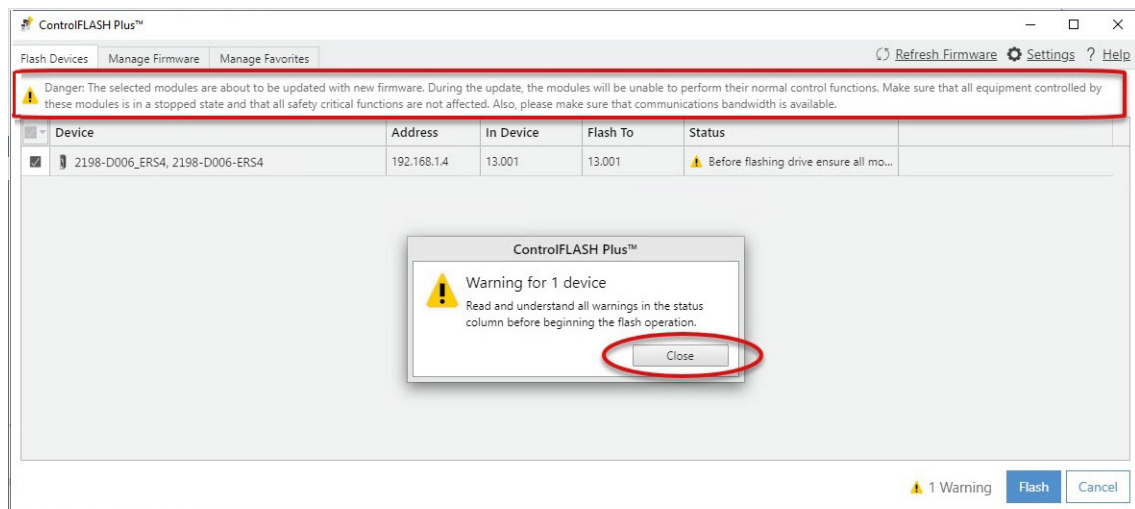 ControlFLASH Plus™
Flash Devices Manage Firmware Manage Favorites Refresh Firmware Settings ? Help
Danger: The selected modules are about to be updated with new firmware. During the update, the modules will be unable to perform their normal control functions. Make sure that all equipment controlled by
these modules is in a stopped state and that all safety critical functions are not affected. Also, please make sure that communications bandwidth is available.
Device Address In Device Flash To Status
2198-D006_ERS4, 2198-D006-ERS4 192.168.1.4 13.001 13.001 Before flashing drive ensure all mo...
ControlFLASH Plus™
Warning for 1 device
Read and understand all warnings in the status
column before beginning the flash operation.
Close
1 Warning Flash Cancel